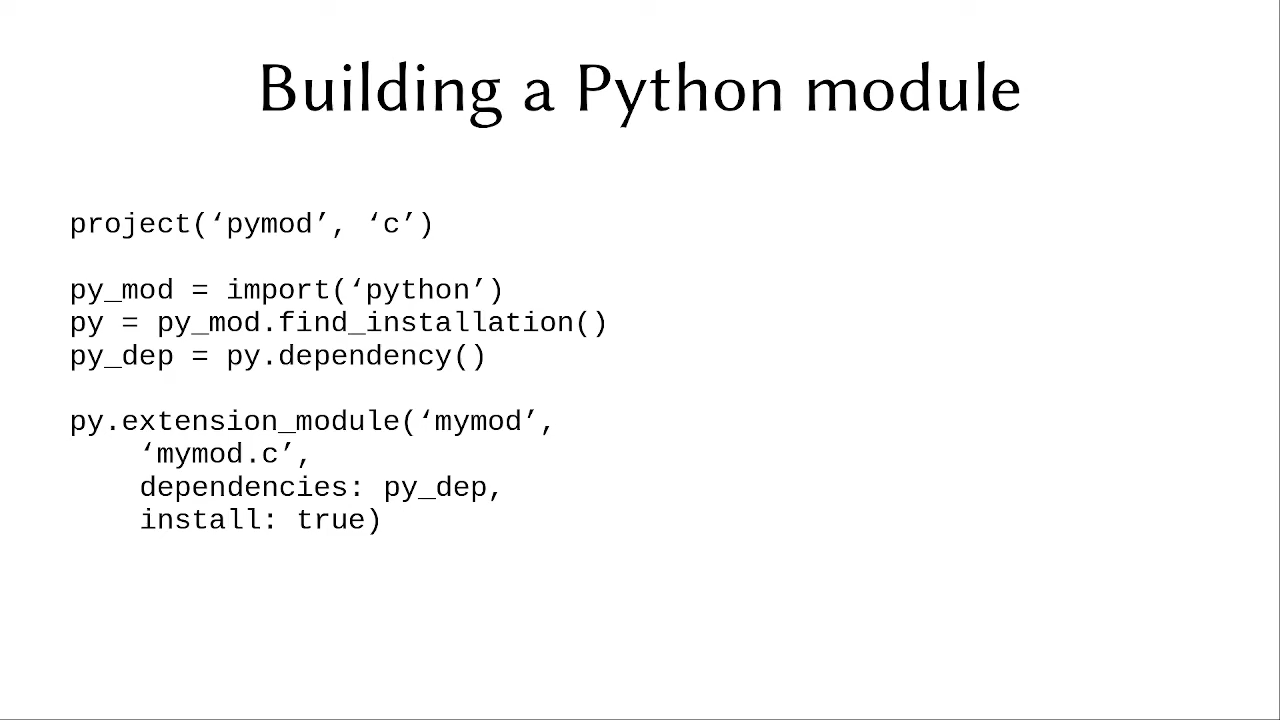 Building a Python module
project(‘pymod’, ‘c’)
py_mod = import(‘python’)
py = py_mod.find_installation()
py_dep = py.dependency()
py.extension_module(‘mymod’,
‘mymod.c’,
dependencies: py_dep,
install: true)